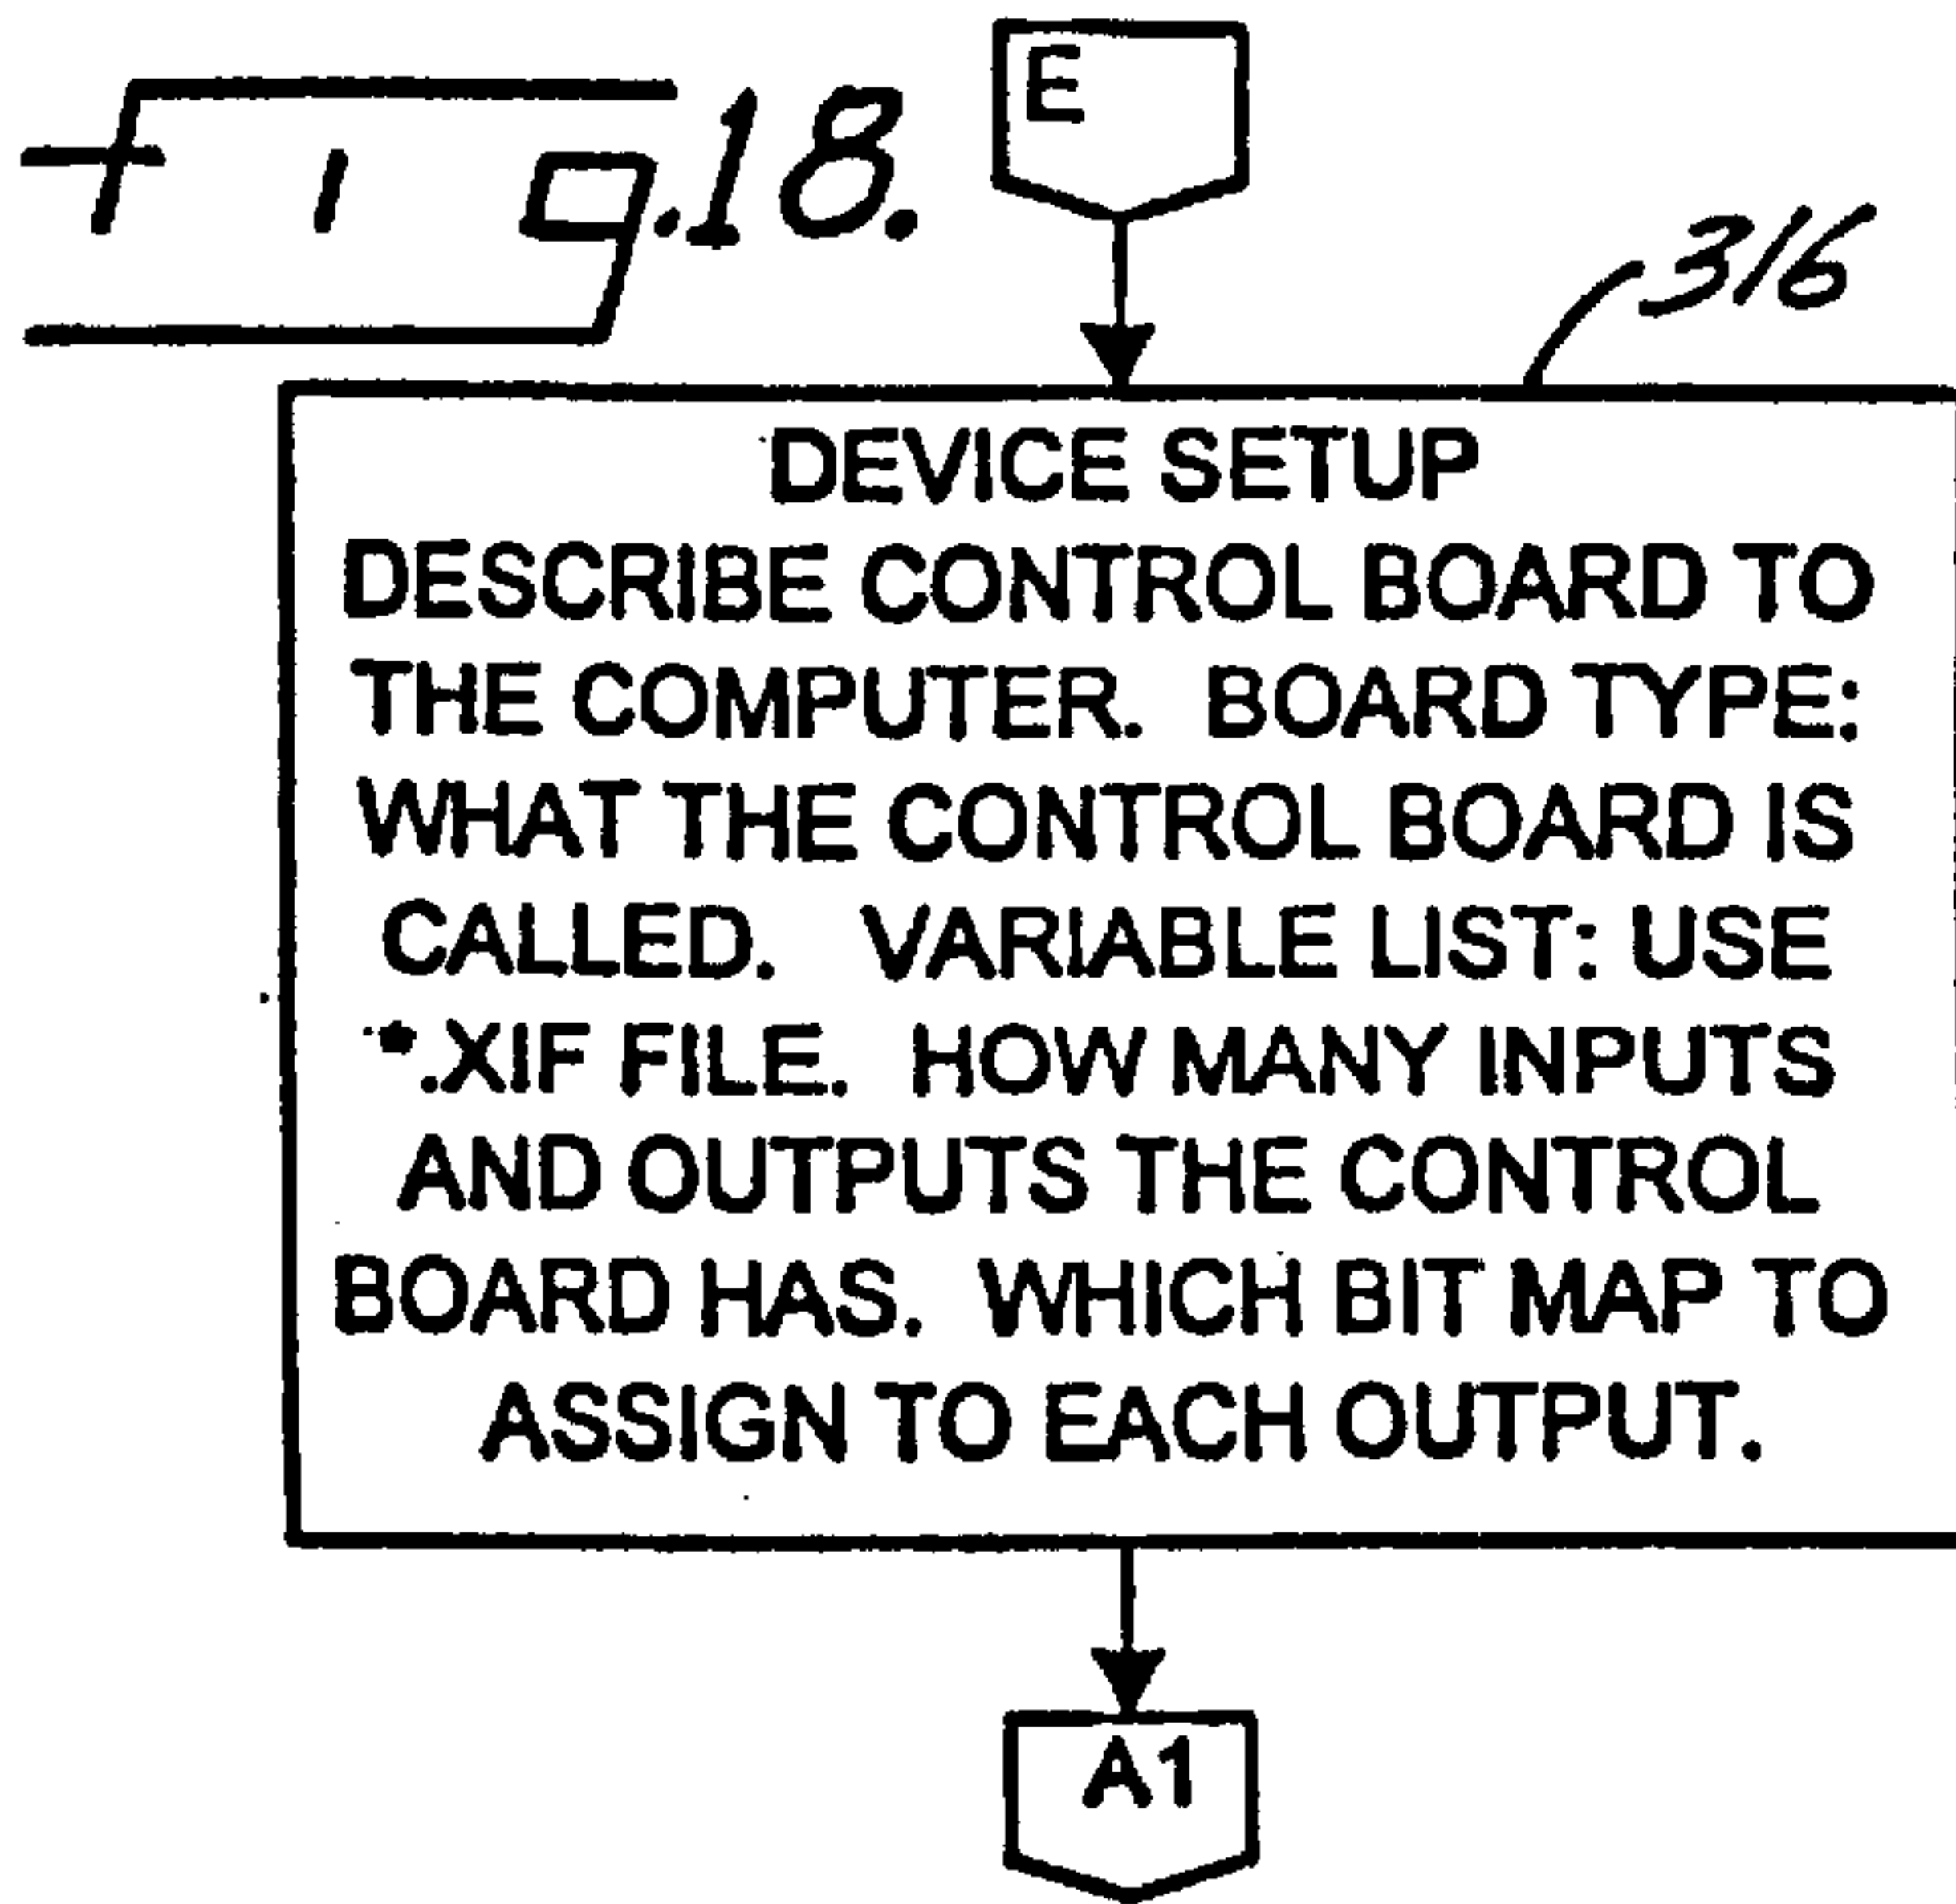 Fig.18.
E
316
DEVICE SETUP
DESCRIBE CONTROL BOARD TO
THE COMPUTER. BOARD TYPE:
WHAT THE CONTROL BOARD IS
CALLED. VARIABLE LIST: USE
*.XIF FILE. HOW MANY INPUTS
AND OUTPUTS THE CONTROL
BOARD HAS. WHICH BIT MAP TO
ASSIGN TO EACH OUTPUT.
A1